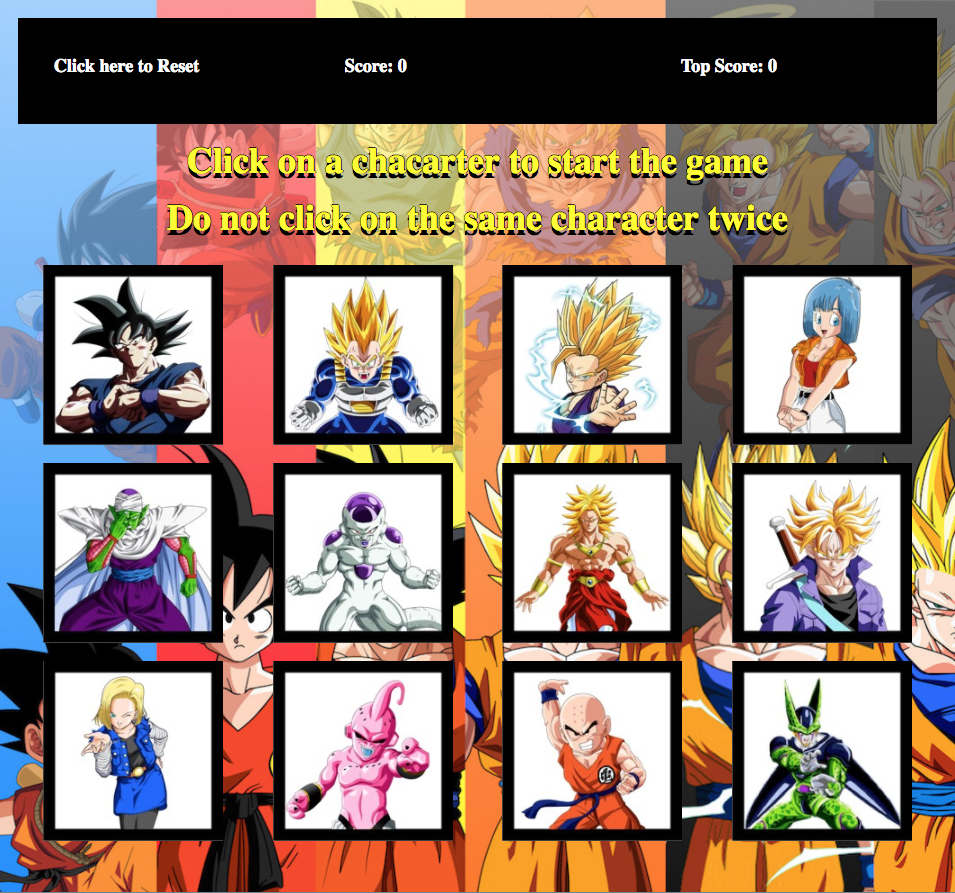 Click here to Reset Score: 0 Top Score: 0
Click on a chacarter to start the game
Do not click on the same character twice